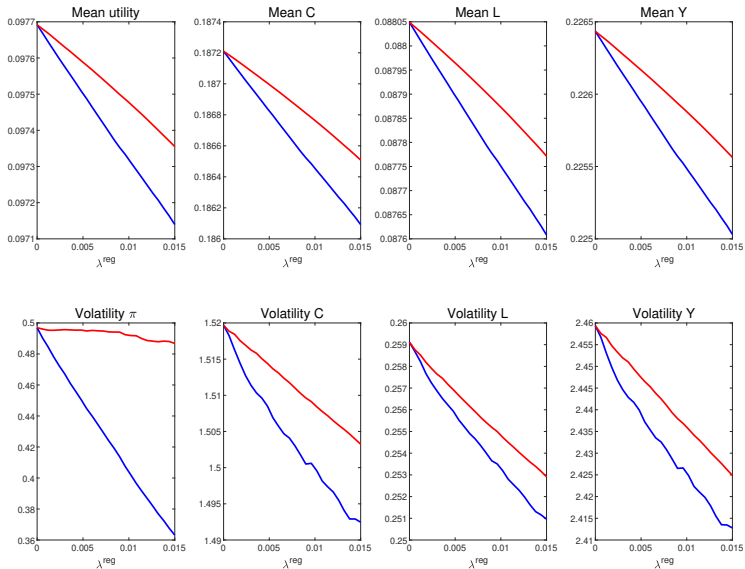 Mean utility
0.0977
0.0976
0.0975
0.0974
0.0973
0.0972
0.0971
0 0.005 0.01 0.015
λ^reg
Mean C
0.1874
0.1872
0.187
0.1868
0.1866
0.1864
0.1862
0.186
0 0.005 0.01 0.015
λ^reg
Mean L
0.08805
0.088
0.08795
0.0879
0.08785
0.0878
0.08775
0.0877
0.08765
0.0876
0 0.005 0.01 0.015
λ^reg
Mean Y
0.2265
0.226
0.2255
0.225
0 0.005 0.01 0.015
λ^reg
Volatility π
0.5
0.48
0.46
0.44
0.42
0.4
0.38
0.36
0 0.005 0.01 0.015
λ^reg
Volatility C
1.52
1.515
1.51
1.505
1.5
1.495
1.49
0 0.005 0.01 0.015
λ^reg
Volatility L
0.26
0.259
0.258
0.257
0.256
0.255
0.254
0.253
0.252
0.251
0.25
0 0.005 0.01 0.015
λ^reg
Volatility Y
2.46
2.455
2.45
2.445
2.44
2.435
2.43
2.425
2.42
2.415
2.41
0 0.005 0.01 0.015
λ^reg